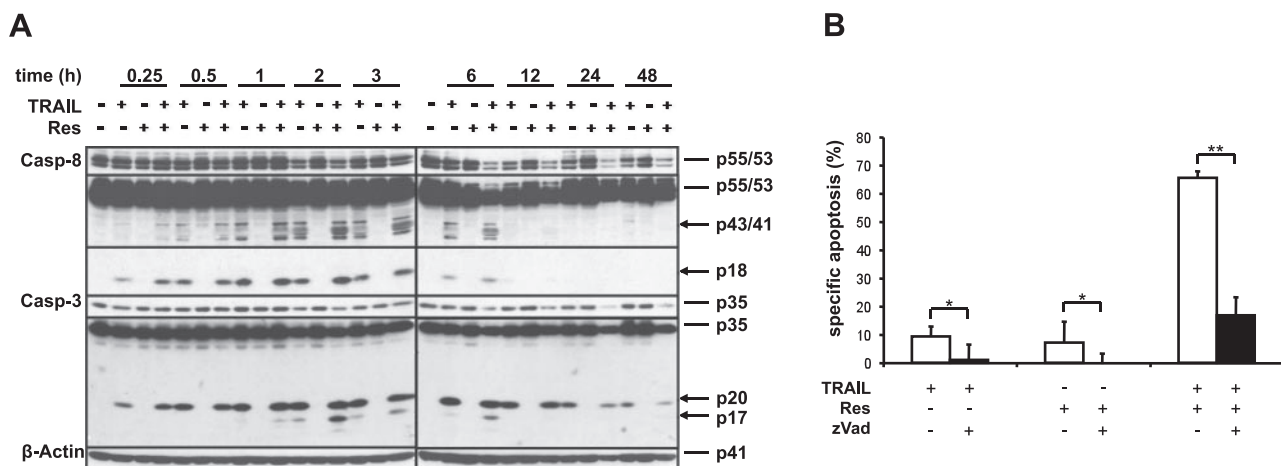 A
time (h) 0.25 0.5 1 2 3 6 12 24 48
TRAIL - + - + + - + + - + + - + + - + - + - + + - + + - + + - +
Res - - + + - + + - + + - + + - + + - - + + - + + - + + - + +
Casp-8 p55/53
p55/53
p43/41
p18
Casp-3 p35
p35
p20
p17
β-Actin p41
B
specific apoptosis (%)
80
70
60
50
40
30
20
10
0
* * **
TRAIL + + - - + +
Res - - + + + +
zVad - + - + - +